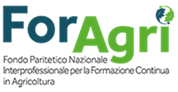 ForAgri
Fondo Paritetico Nazionale
Interprofessionale per la Formazione Continua
in Agricoltura